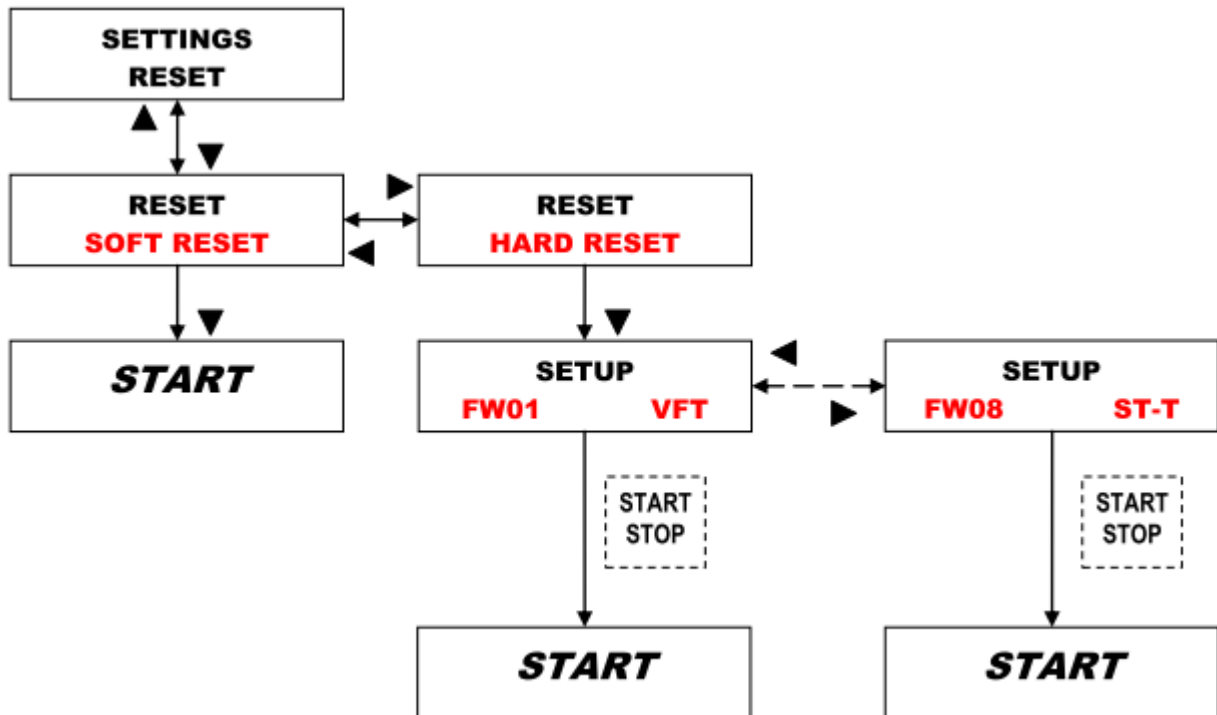 SETTINGS
RESET
RESET
SOFT RESET
RESET
HARD RESET
START
SETUP
FW01 VFT
SETUP
FW08 ST-T
START
STOP
START
STOP
START
START